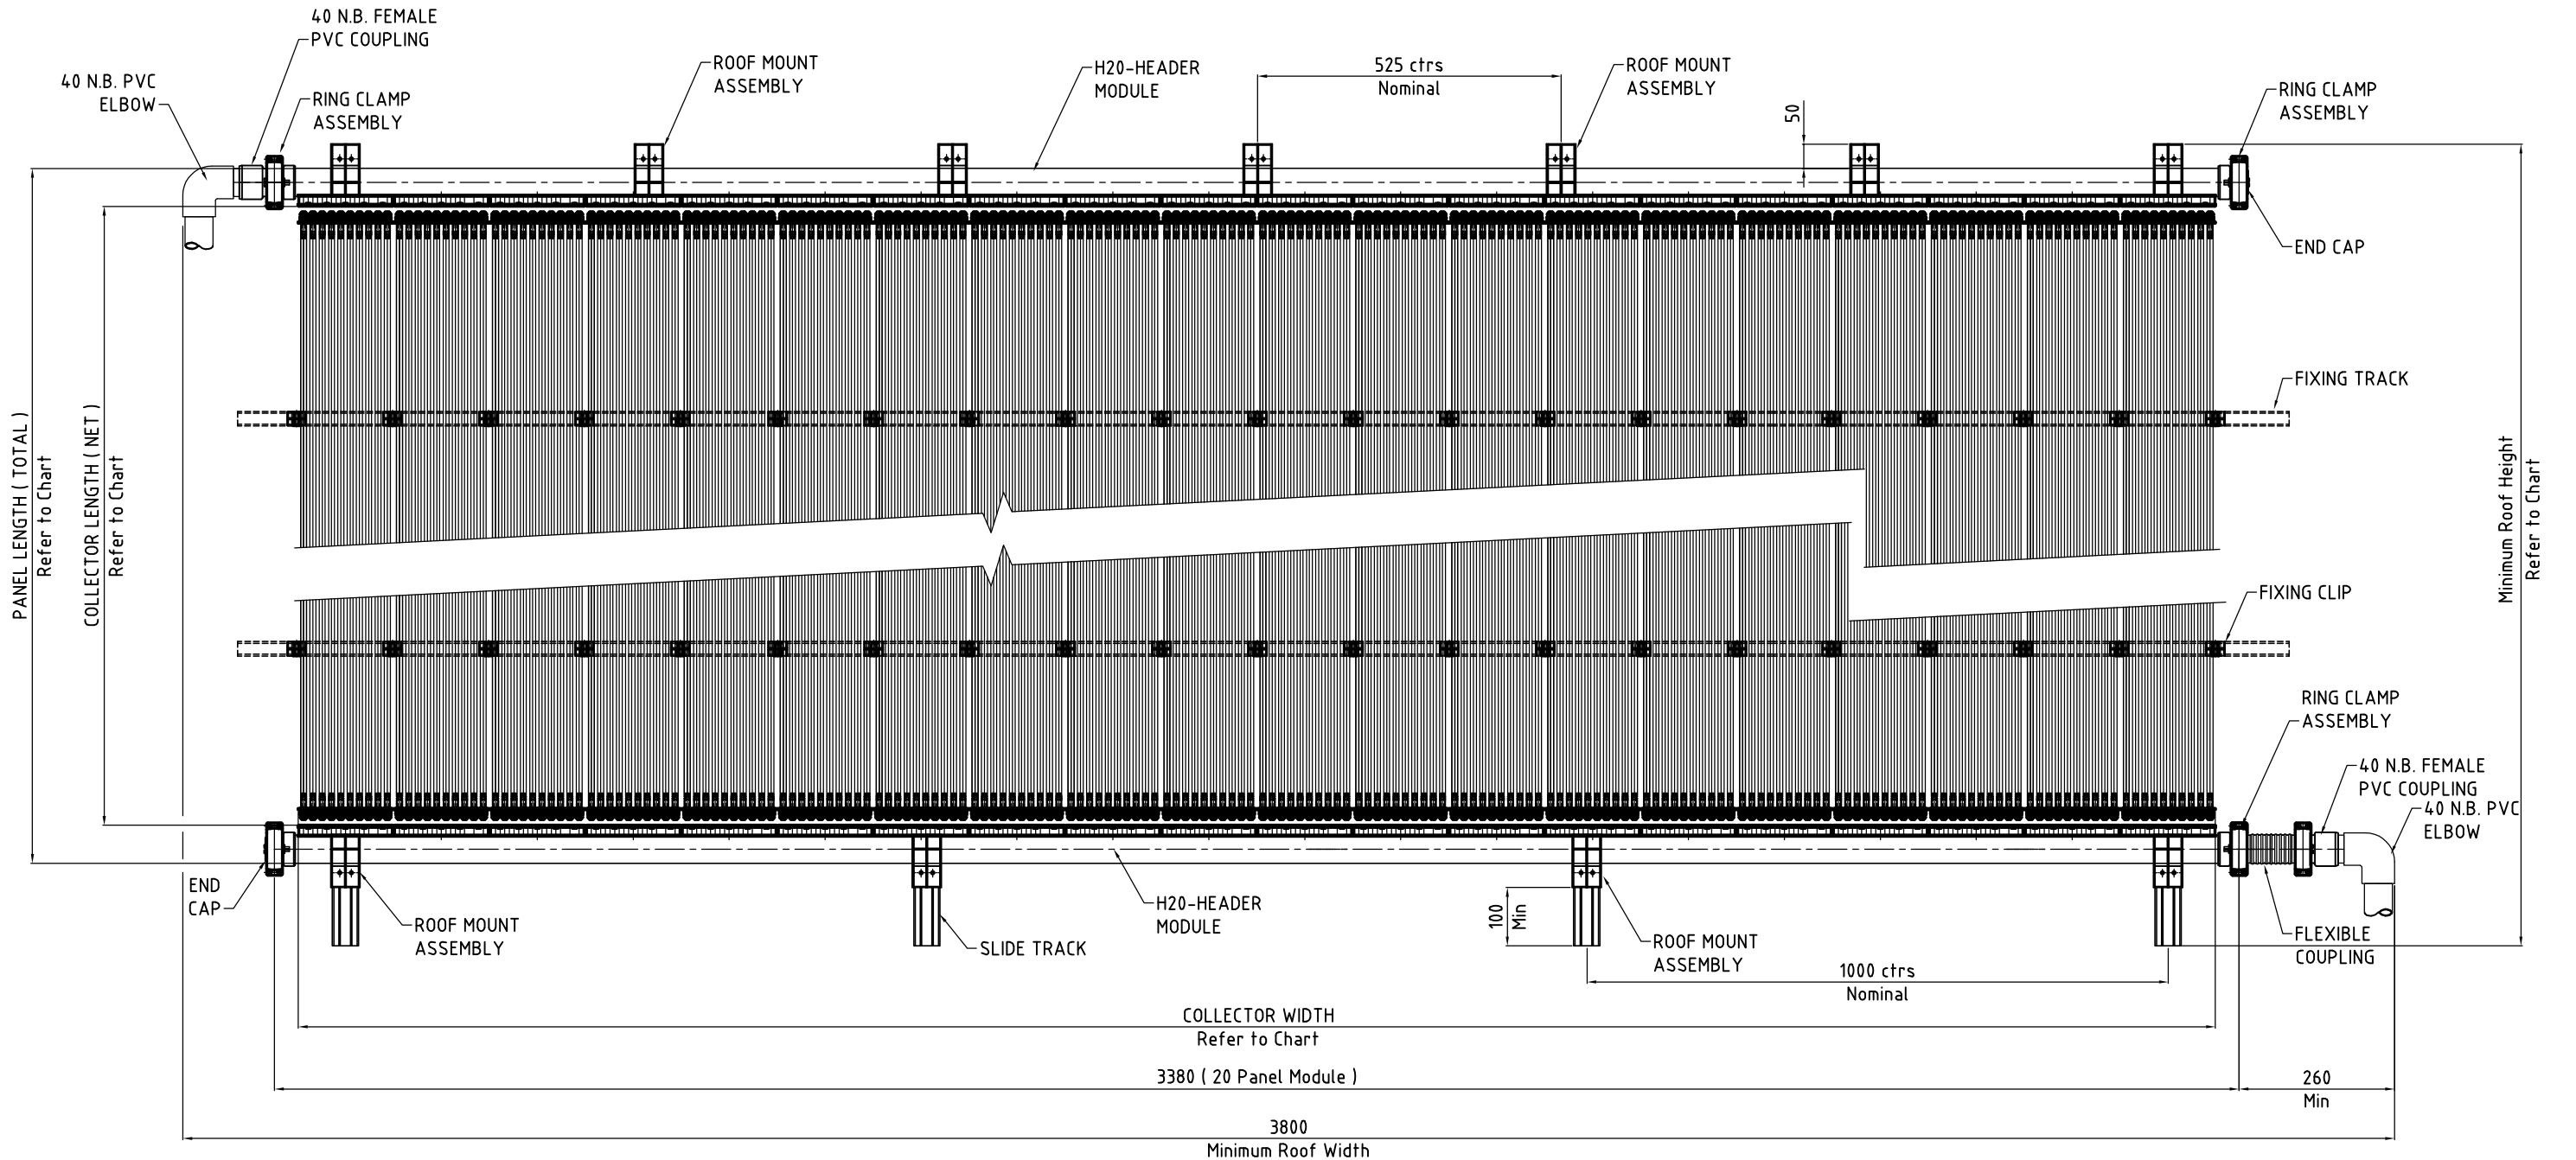 40 N.B. FEMALE
PVC COUPLING
40 N.B. PVC
ELBOW
RING CLAMP
ASSEMBLY
ROOF MOUNT
ASSEMBLY
H20-HEADER
MODULE
525 ctrs
Nominal
ROOF MOUNT
ASSEMBLY
50
RING CLAMP
ASSEMBLY
END CAP
FIXING TRACK
PANEL LENGTH ( TOTAL )
Refer to Chart
COLLECTOR LENGTH ( NET )
Refer to Chart
Minimum Roof Height
Refer to Chart
FIXING CLIP
RING CLAMP
ASSEMBLY
40 N.B. FEMALE
PVC COUPLING
40 N.B. PVC
ELBOW
END
CAP
ROOF MOUNT
ASSEMBLY
SLIDE TRACK
H20-HEADER
MODULE
100
Min
ROOF MOUNT
ASSEMBLY
FLEXIBLE
COUPLING
1000 ctrs
Nominal
COLLECTOR WIDTH
Refer to Chart
3380 ( 20 Panel Module )
260
Min
3800
Minimum Roof Width